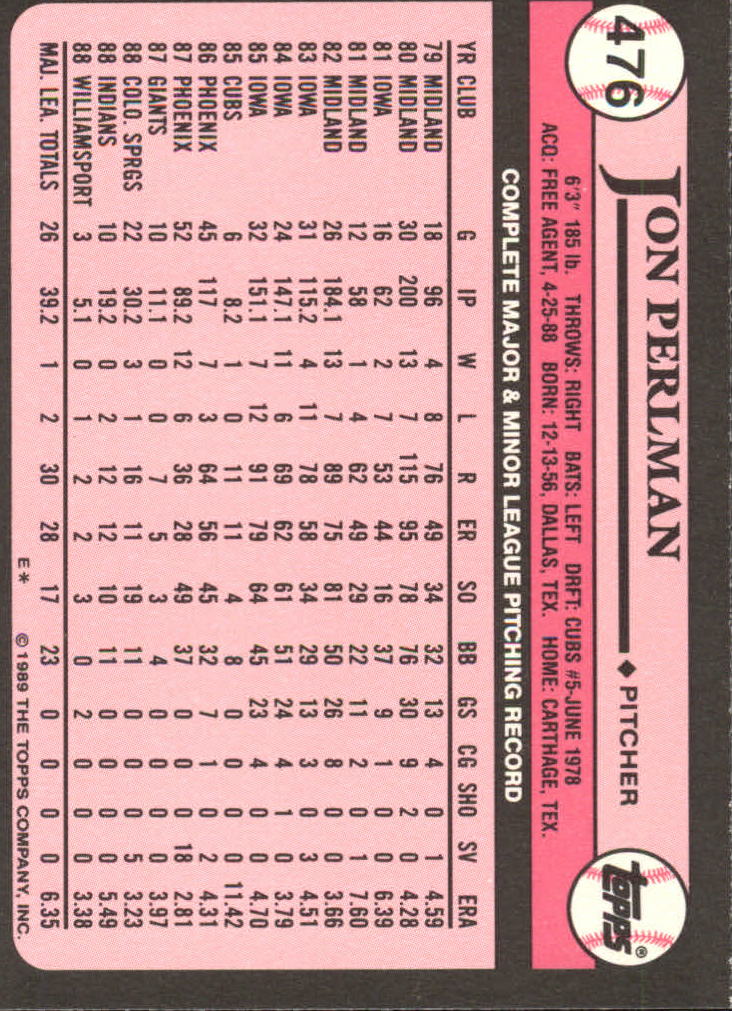 476
JON PERLMAN ◆ PITCHER
topps®
6'3" 185 lb. THROWS: RIGHT BATS: LEFT DRFT: CUBS #5-JUNE 1978
ACQ: FREE AGENT, 4-25-88 BORN: 12-13-56, DALLAS, TEX. HOME: CARTHAGE, TEX.
COMPLETE MAJOR & MINOR LEAGUE PITCHING RECORD
YR CLUB G IP W L R ER SO BB GS CG SHO SV ERA
79 MIDLAND 18 96 4 8 76 49 34 32 13 4 0 1 4.59
80 MIDLAND 30 200 13 7 115 95 78 76 30 9 2 0 4.28
81 IOWA 16 62 2 7 53 44 16 37 9 1 0 0 6.39
81 MIDLAND 12 58 1 4 62 49 29 22 11 2 0 1 7.60
82 MIDLAND 26 184.1 13 7 89 75 81 50 26 8 0 0 3.66
83 IOWA 31 115.2 4 11 78 58 34 29 13 3 0 3 4.51
84 IOWA 24 147.1 11 6 69 62 61 51 24 4 1 0 3.79
85 IOWA 32 151.1 7 12 91 79 64 45 23 4 0 0 4.70
85 CUBS 6 8.2 1 0 11 11 4 8 0 0 0 0 11.42
86 PHOENIX 45 117 7 3 64 56 45 32 7 1 0 2 4.31
87 PHOENIX 52 89.2 12 6 36 28 49 37 0 0 0 18 2.81
87 GIANTS 10 11.1 0 0 7 5 3 4 0 0 0 0 3.97
88 COLO. SPRGS 22 30.2 3 1 16 11 19 11 0 0 0 5 3.23
88 INDIANS 10 19.2 0 2 12 12 10 11 0 0 0 0 5.49
88 WILLIAMSPORT 3 5.1 0 1 2 2 3 0 2 0 0 0 3.38
MAJ. LEA. TOTALS 26 39.2 1 2 30 28 17 23 0 0 0 0 6.35
E* © 1989 THE TOPPS COMPANY, INC.